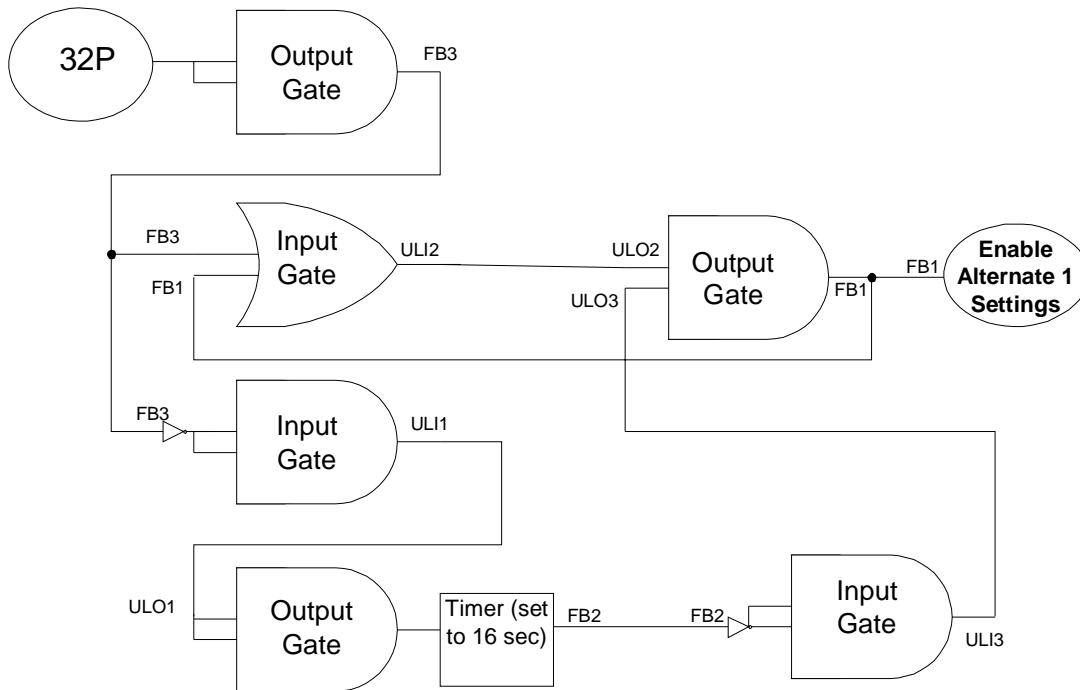 32P
Output
Gate
FB3
FB3
FB1
Input
Gate
ULI2
ULO2
ULO3
Output
Gate
FB1
FB1
Enable
Alternate 1
Settings
FB3
Input
Gate
ULI1
ULO1
Output
Gate
Timer (set
to 16 sec)
FB2
FB2
Input
Gate
ULI3